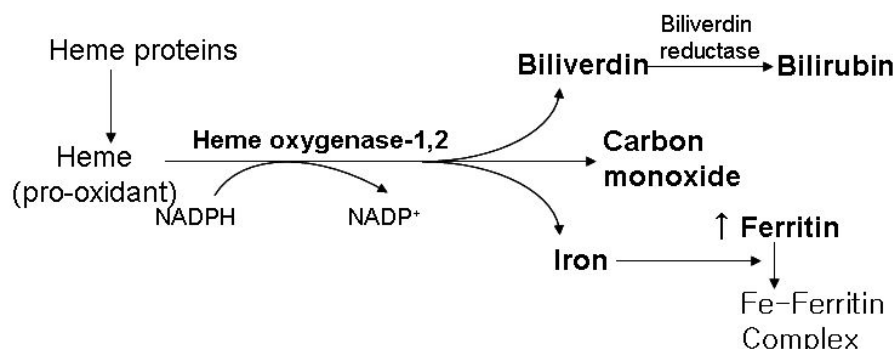 Heme proteins
Biliverdin
reductase
Biliverdin
Bilirubin
Heme oxygenase-1,2
Heme
(pro-oxidant)
Carbon
monoxide
NADPH
NADP⁺
↑ Ferritin
Iron
Fe-Ferritin
Complex